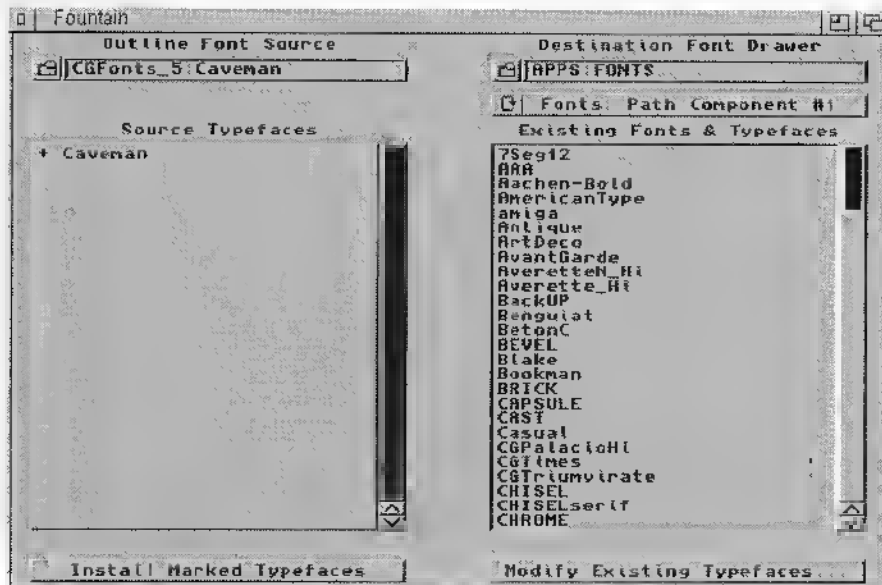 Fountain
Outline Font Source
CGFonts_5:Caveman
Source Typefaces
+ Caveman
Install Marked Typefaces
Destination Font Drawer
APPS:FONTS
Fonts: Path Component #1
Existing Fonts & Typefaces
7Seg12
AAA
Aachen-Bold
AmericanType
amiga
Antique
ArtDeco
AvantGarde
AveretteN_Hi
Averette_Hi
BackUP
Benguiat
BetonC
BEVEL
Blake
Bookman
BRICK
CAPSULE
CAST
Casual
CGPalacioHi
CGTimes
CGTriumvirate
CHISEL
CHISELserif
CHROME
Modify Existing Typefaces...